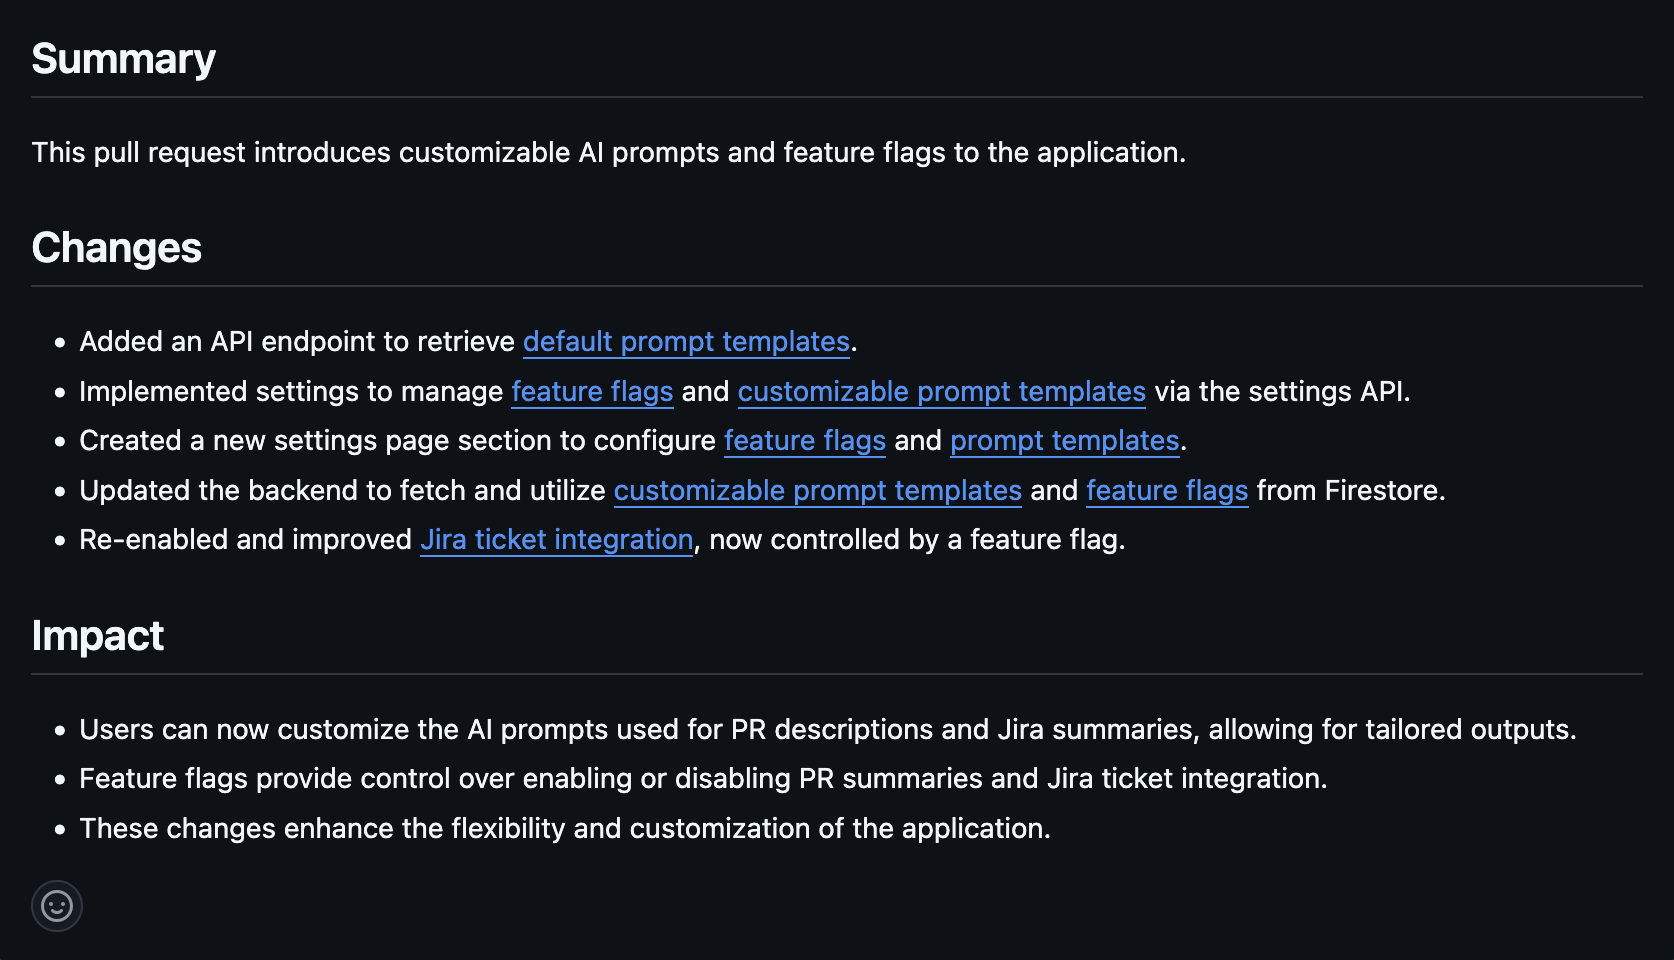 Summary
This pull request introduces customizable AI prompts and feature flags to the application.
Changes
• Added an API endpoint to retrieve default prompt templates.
• Implemented settings to manage feature flags and customizable prompt templates via the settings API.
• Created a new settings page section to configure feature flags and prompt templates.
• Updated the backend to fetch and utilize customizable prompt templates and feature flags from Firestore.
• Re-enabled and improved Jira ticket integration, now controlled by a feature flag.
Impact
• Users can now customize the AI prompts used for PR descriptions and Jira summaries, allowing for tailored outputs.
• Feature flags provide control over enabling or disabling PR summaries and Jira ticket integration.
• These changes enhance the flexibility and customization of the application.